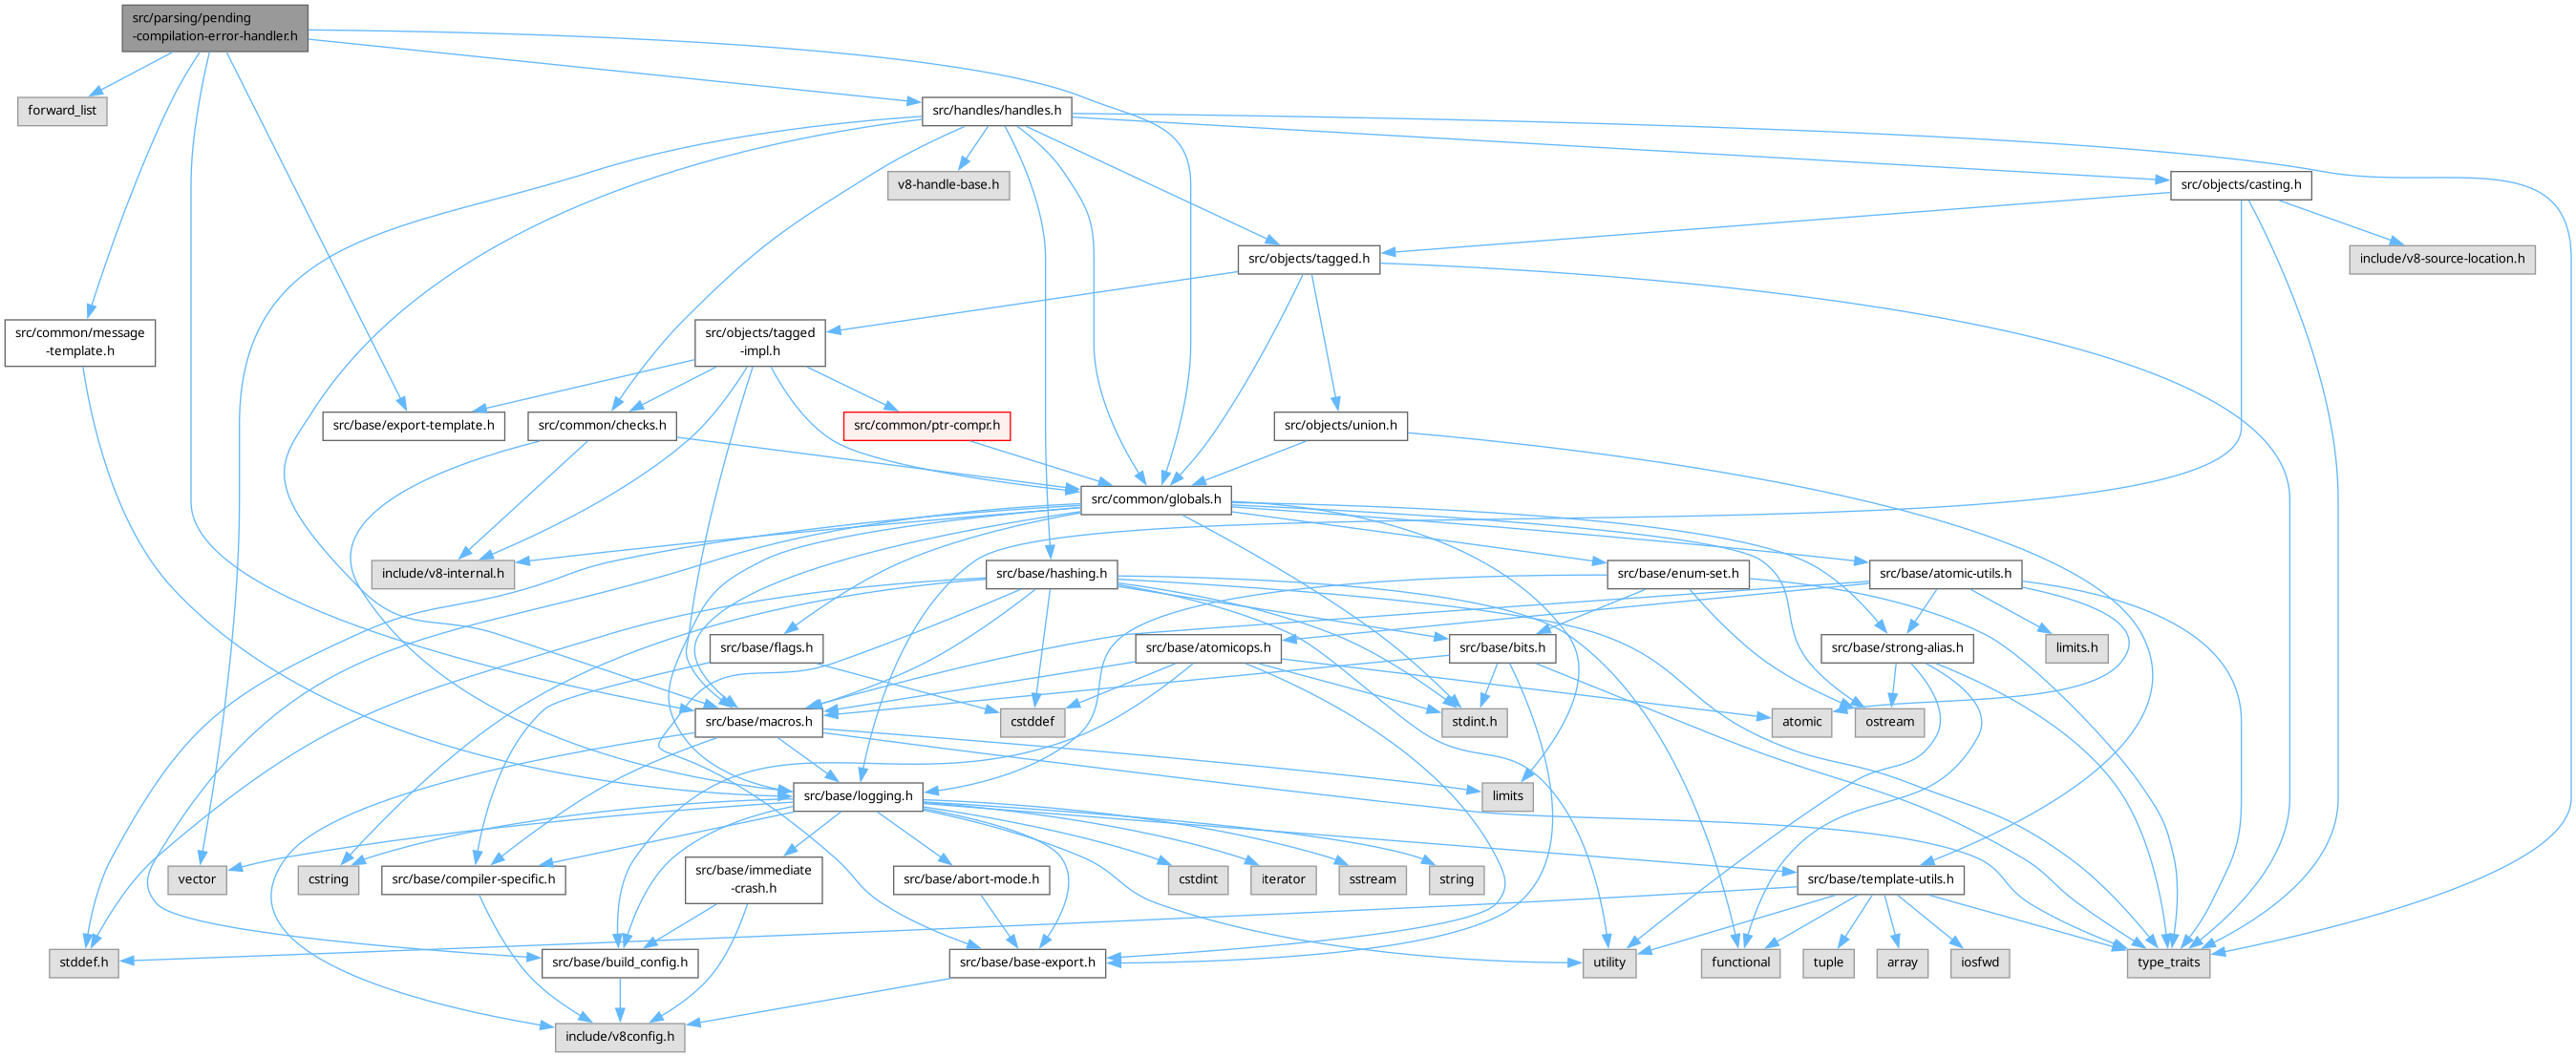 src/parsing/pending
-compilation-error-handler.h
forward_list
src/handles/handles.h
v8-handle-base.h
src/objects/casting.h
src/objects/tagged.h
include/v8-source-location.h
src/common/message
-template.h
src/objects/tagged
-impl.h
src/base/export-template.h
src/common/checks.h
src/common/ptr-compr.h
src/objects/union.h
src/common/globals.h
include/v8-internal.h
src/base/hashing.h
src/base/enum-set.h
src/base/atomic-utils.h
src/base/flags.h
src/base/atomicops.h
src/base/bits.h
src/base/strong-alias.h
limits.h
src/base/macros.h
cstddef
stdint.h
atomic
ostream
src/base/logging.h
limits
vector
cstring
src/base/compiler-specific.h
src/base/immediate
-crash.h
src/base/abort-mode.h
cstdint
iterator
sstream
string
src/base/template-utils.h
stddef.h
src/base/build_config.h
src/base/base-export.h
utility
functional
tuple
array
iosfwd
type_traits
include/v8config.h